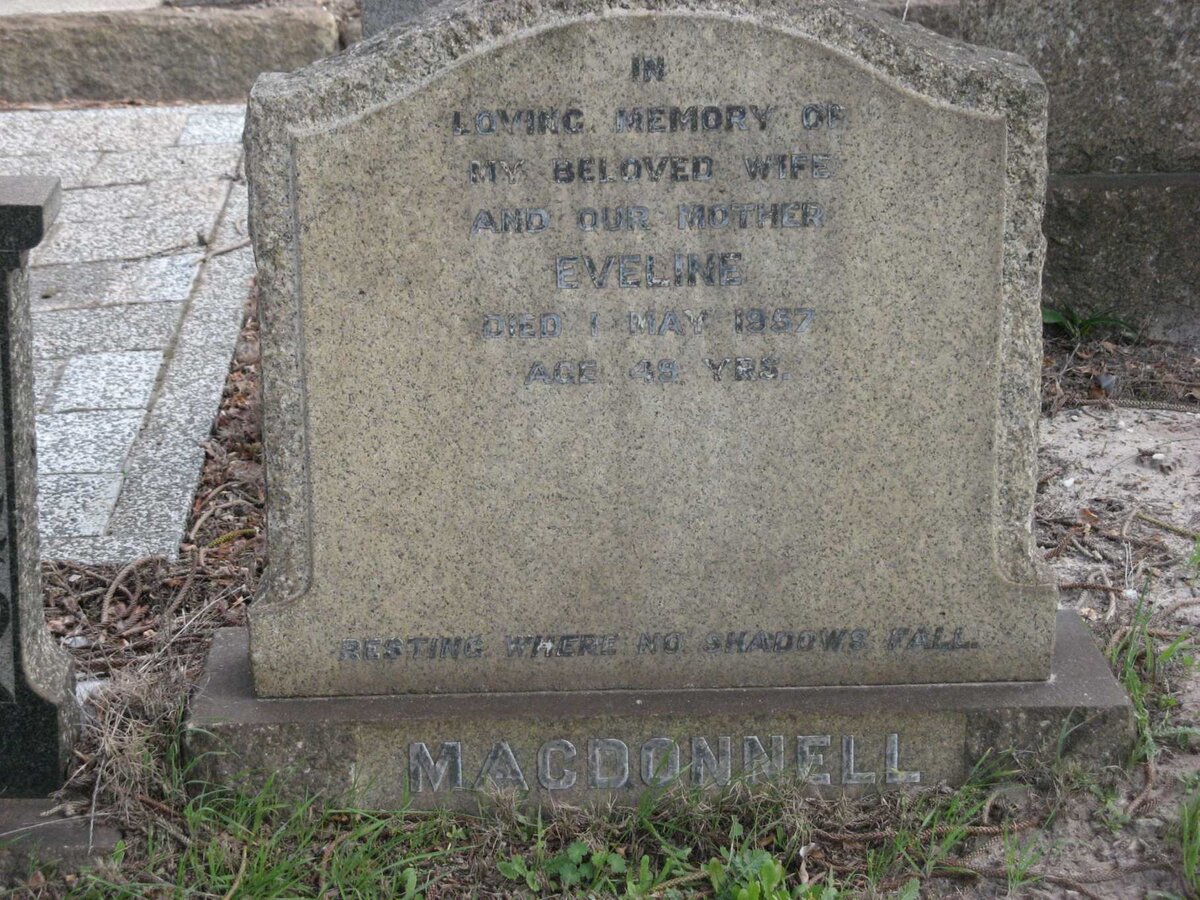 IN
LOVING MEMORY OF
MY BELOVED WIFE
AND OUR MOTHER
EVELINE
DIED 1 MAY 1957
AGE 49 YRS.
RESTING WHERE NO SHADOWS FALL.
MACDONNELL